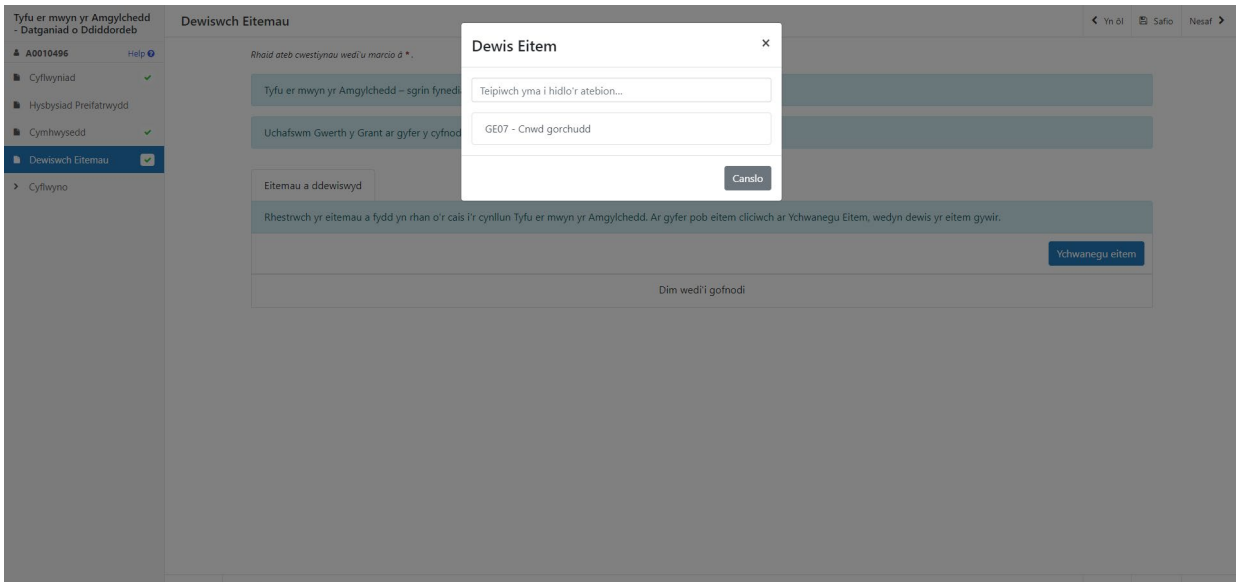 Tyfu er mwyn yr Amgylchedd
- Datganiad o Ddiddordeb
A0010496 Help
Cyflwyniad
Hysbysiad Preifatrwydd
Cymhwysedd
Dewiswch Eitemau
Cyflwyno
Dewiswch Eitemau
Yn ôl Safio Nesaf
Rhaid ateb cwestiynau wedi'u marcio â *.
Tyfu er mwyn yr Amgylchedd – sgrin
Uchafswm Gwerth y Grant ar gyfer y cyfnod
Eitemau a ddewiswyd
Rhestrwch yr eitemau a fydd yn rhan o'r cais i'r cynllun Tyfu er mwyn yr Amgylchedd. Ar gyfer pob eitem cliciwch ar Ychwanegu Eitem, wedyn dewis yr eitem gywir.
Ychwanegu eitem
Dim wedi'i gofnodi
Dewis Eitem ×
Teipiwch yma i hidlo'r atebion...
GE07 - Cnwd gorchudd
Canslo